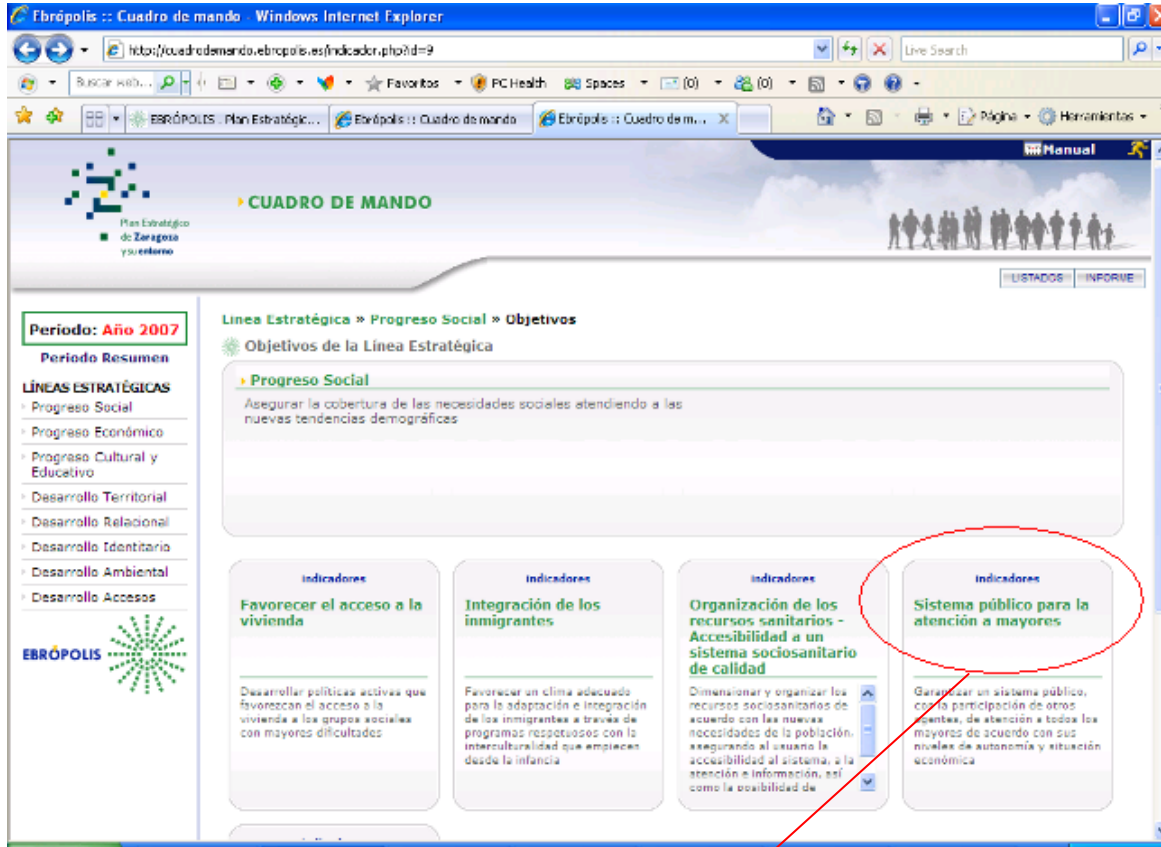 Ebrópolis :: Cuadro de mando - Windows Internet Explorer
http://cuadrodemando.ebropolis.es/indicador.php?id=9
Live Search
Buscar web...
Favoritos
PC Health
Spaces
(0)
(0)
EBRÓPOLIS . Plan Estratégic...
Ebrópolis :: Cuadro de mando
Ebrópolis :: Cuadro de m...
Página
Herramientas
Manual
Plan Estratégico
de Zaragoza
y su entorno
CUADRO DE MANDO
LISTADOS
INFORME
Periodo: Año 2007
Periodo Resumen
LÍNEAS ESTRATÉGICAS
Progreso Social
Progreso Económico
Progreso Cultural y
Educativo
Desarrollo Territorial
Desarrollo Relacional
Desarrollo Identitario
Desarrollo Ambiental
Desarrollo Accesos
EBRÓPOLIS
Línea Estratégica » Progreso Social » Objetivos
Objetivos de la Línea Estratégica
Progreso Social
Asegurar la cobertura de las necesidades sociales atendiendo a las
nuevas tendencias demográficas
indicadores
Favorecer el acceso a la
vivienda
Desarrollar políticas activas que
favorezcan el acceso a la
vivienda a los grupos sociales
con mayores dificultades
indicadores
Integración de los
inmigrantes
Favorecer un clima adecuado
para la adaptación e integración
de los inmigrantes a través de
programas respetuosos con la
interculturalidad que empiecen
desde la infancia
indicadores
Organización de los
recursos sanitarios -
Accesibilidad a un
sistema sociosanitario
de calidad
Dimensionar y organizar los
recursos sociosanitarios de
acuerdo con las nuevas
necesidades de la población,
asegurando al usuario la
accesibilidad al sistema, a la
atención e información, así
como la posibilidad de
indicadores
Sistema público para la
atención a mayores
Garantizar un sistema público,
con la participación de otros
agentes, de atención a todos los
mayores de acuerdo con sus
niveles de autonomía y situación
económica